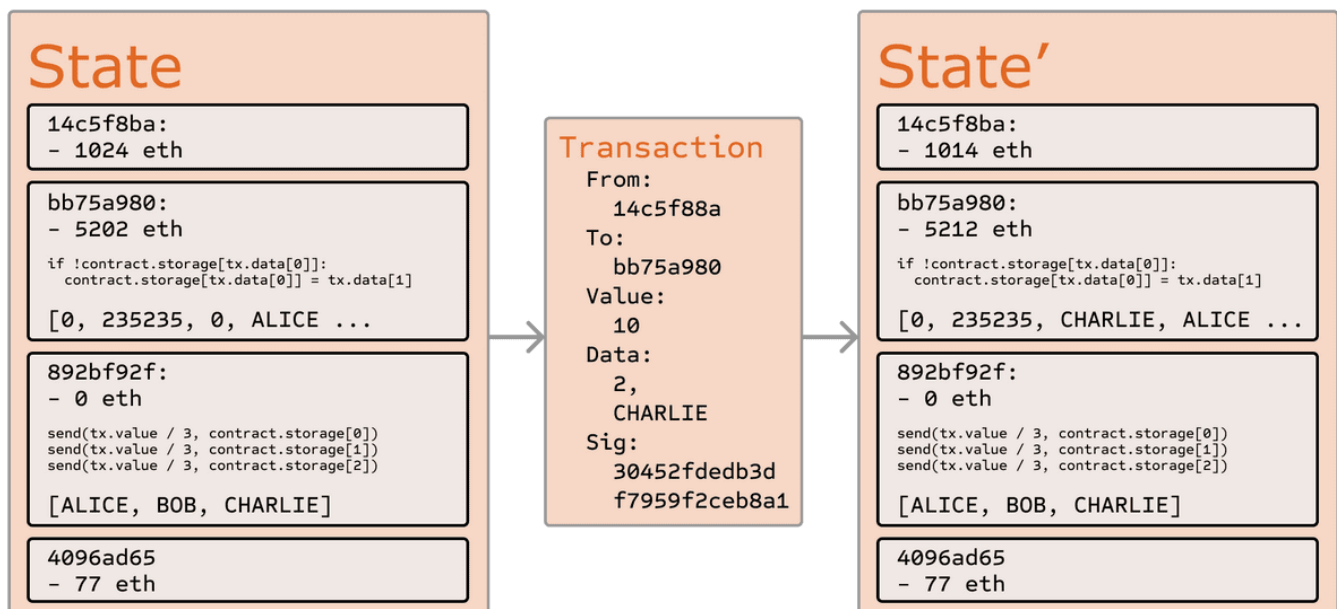 State
14c5f8ba:
- 1024 eth
bb75a980:
- 5202 eth
if !contract.storage[tx.data[0]]:
contract.storage[tx.data[0]] = tx.data[1]
[0, 235235, 0, ALICE ...
892bf92f:
- 0 eth
send(tx.value / 3, contract.storage[0])
send(tx.value / 3, contract.storage[1])
send(tx.value / 3, contract.storage[2])
[ALICE, BOB, CHARLIE]
4096ad65
- 77 eth
Transaction
From:
14c5f88a
To:
bb75a980
Value:
10
Data:
2,
CHARLIE
Sig:
30452fdedb3d
f7959f2ceb8a1
State’
14c5f8ba:
- 1014 eth
bb75a980:
- 5212 eth
if !contract.storage[tx.data[0]]:
contract.storage[tx.data[0]] = tx.data[1]
[0, 235235, CHARLIE, ALICE ...
892bf92f:
- 0 eth
send(tx.value / 3, contract.storage[0])
send(tx.value / 3, contract.storage[1])
send(tx.value / 3, contract.storage[2])
[ALICE, BOB, CHARLIE]
4096ad65
- 77 eth